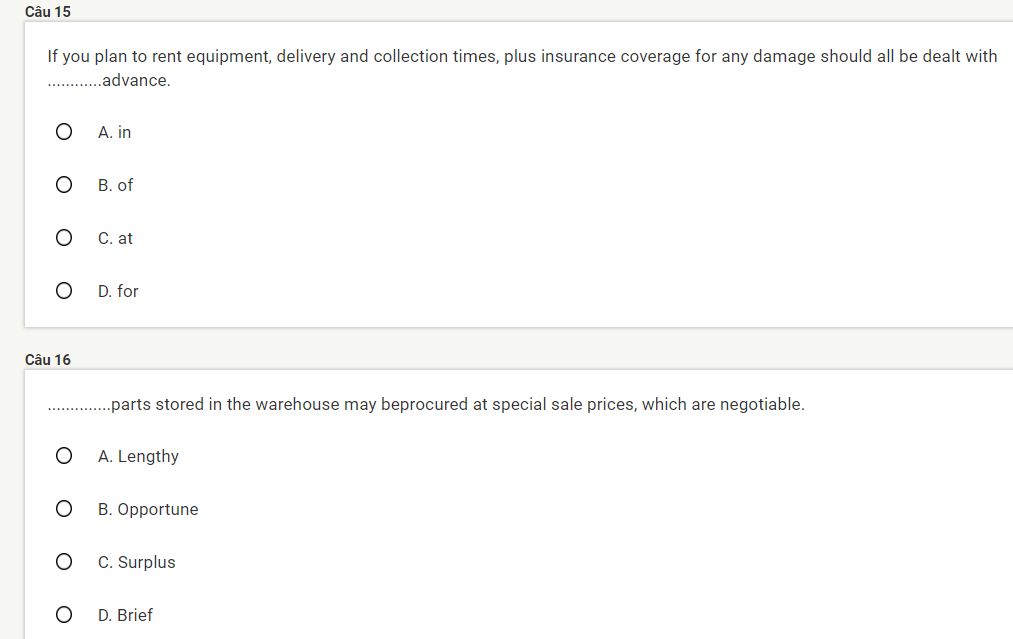 Câu 15
If you plan to rent equipment, delivery and collection times, plus insurance coverage for any damage should all be dealt with
............advance.
A. in
B. of
C. at
D. for
Câu 16
..............parts stored in the warehouse may beprocured at special sale prices, which are negotiable.
A. Lengthy
B. Opportune
C. Surplus
D. Brief